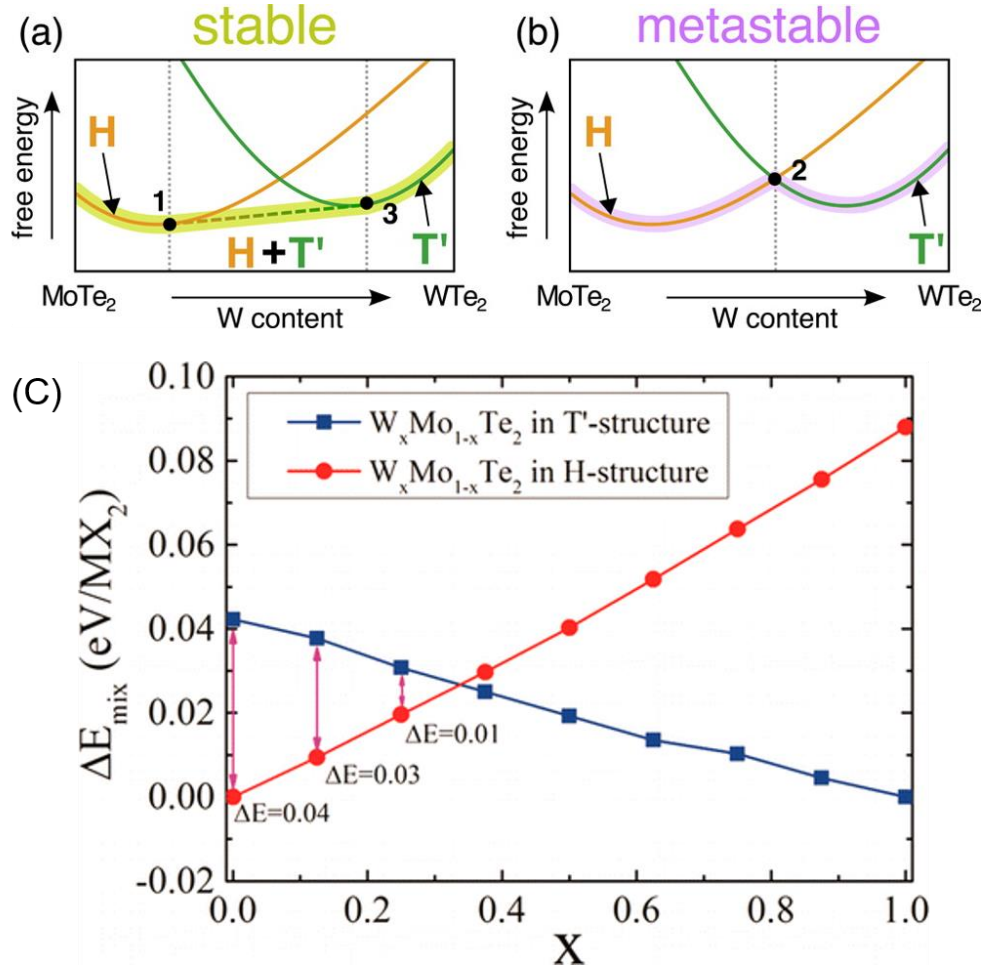 (a) stable
free energy
H
1
3
H + T'
T'
MoTe₂ WTe₂
W content
(b) metastable
free energy
H
2
T'
MoTe₂ WTe₂
W content
(C)
ΔE_mix (eV/MX₂)
0.10
0.08
0.06
0.04
0.02
0.00
-0.02
WₓMo₁₋ₓTe₂ in T'-structure
WₓMo₁₋ₓTe₂ in H-structure
ΔE=0.01
ΔE=0.03
ΔE=0.04
0.0 0.2 0.4 0.6 0.8 1.0
X